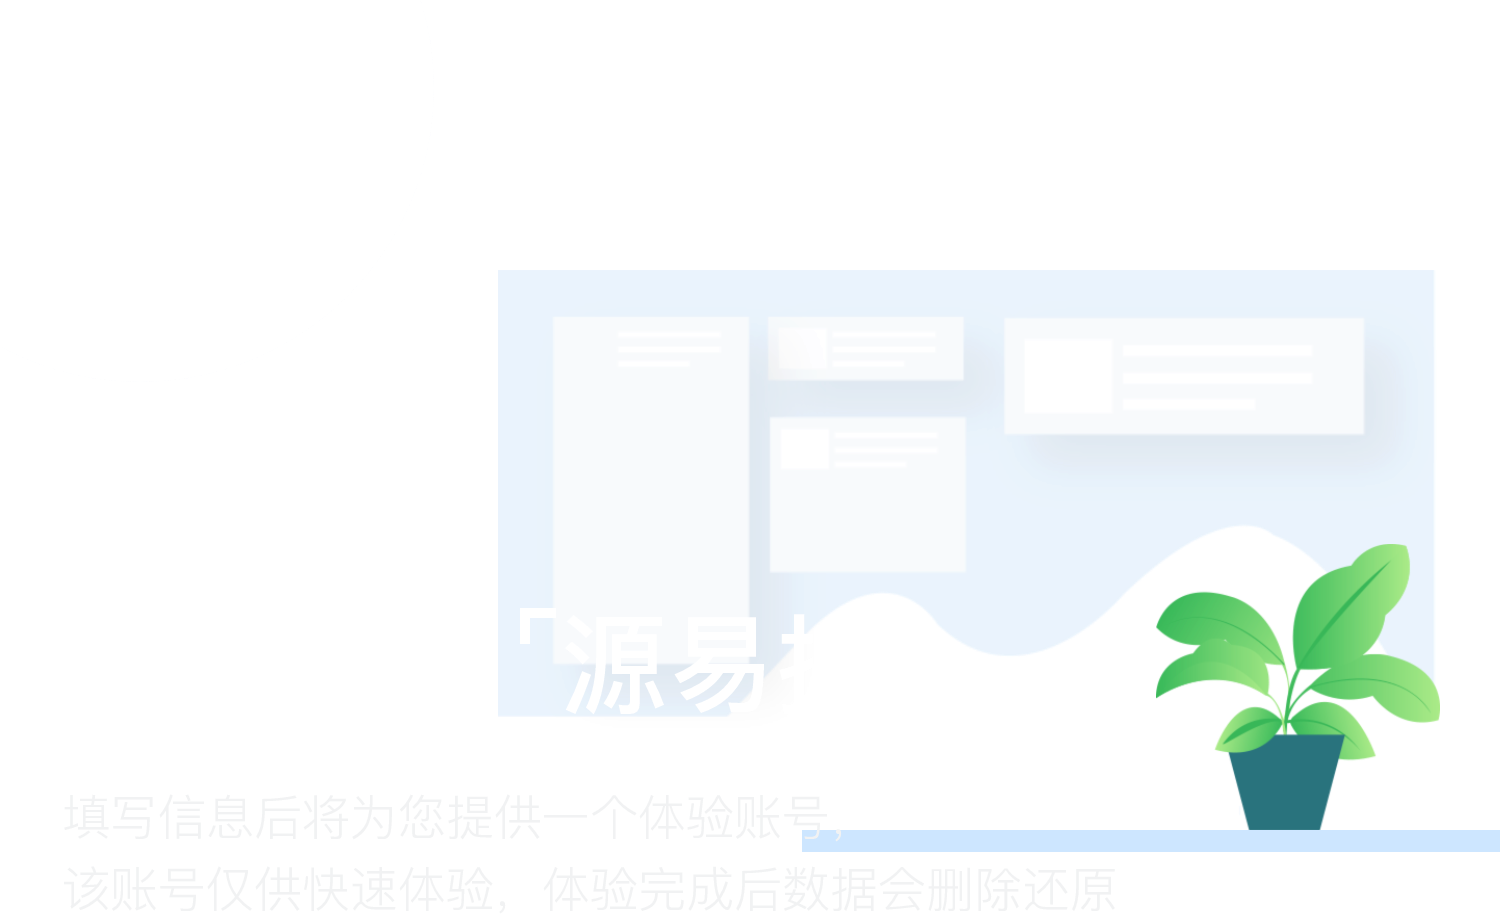 「源易
填写信息后将为您提供一个体验账号,
该账号仅供快速体验，体验完成后数据会删除还原